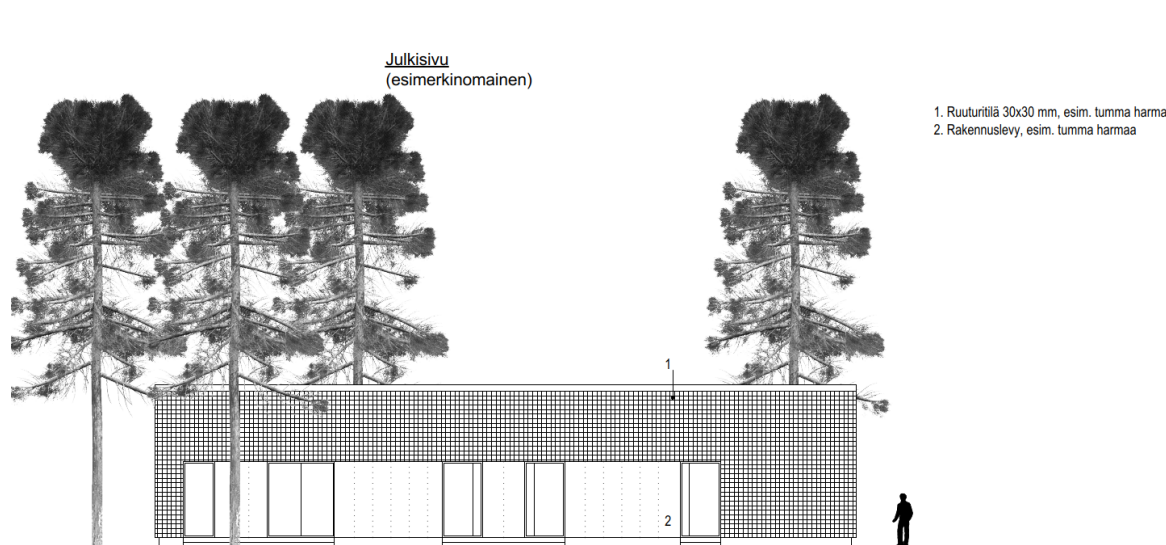 Julkisivu
(esimerkinomainen)
1. Ruuturitilä 30x30 mm, esim. tumma harma
2. Rakennuslevy, esim. tumma harmaa
1
2